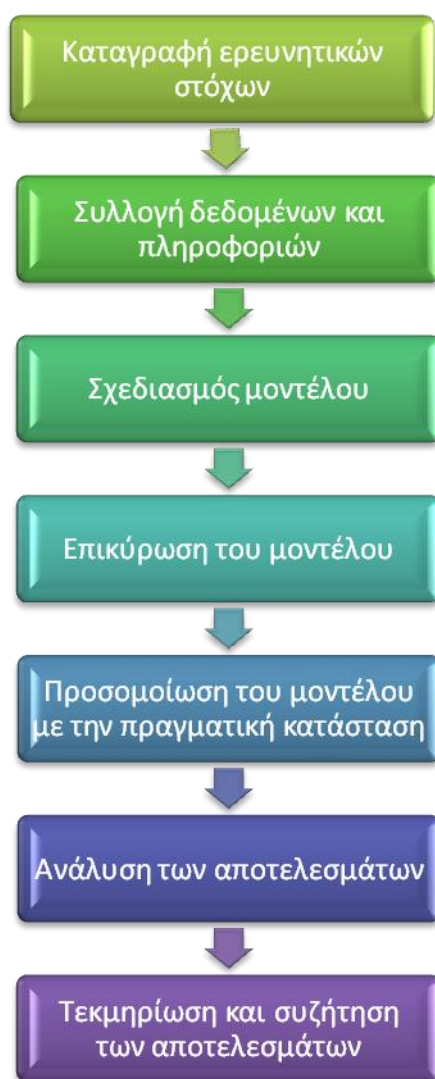 Καταγραφή ερευνητικών
στόχων
Συλλογή δεδομένων και
πληροφοριών
Σχεδιασμός μοντέλου
Επικύρωση του μοντέλου
Προσομοίωση του μοντέλου
με την πραγματική κατάσταση
Ανάλυση των αποτελεσμάτων
Τεκμηρίωση και συζήτηση
των αποτελεσμάτων